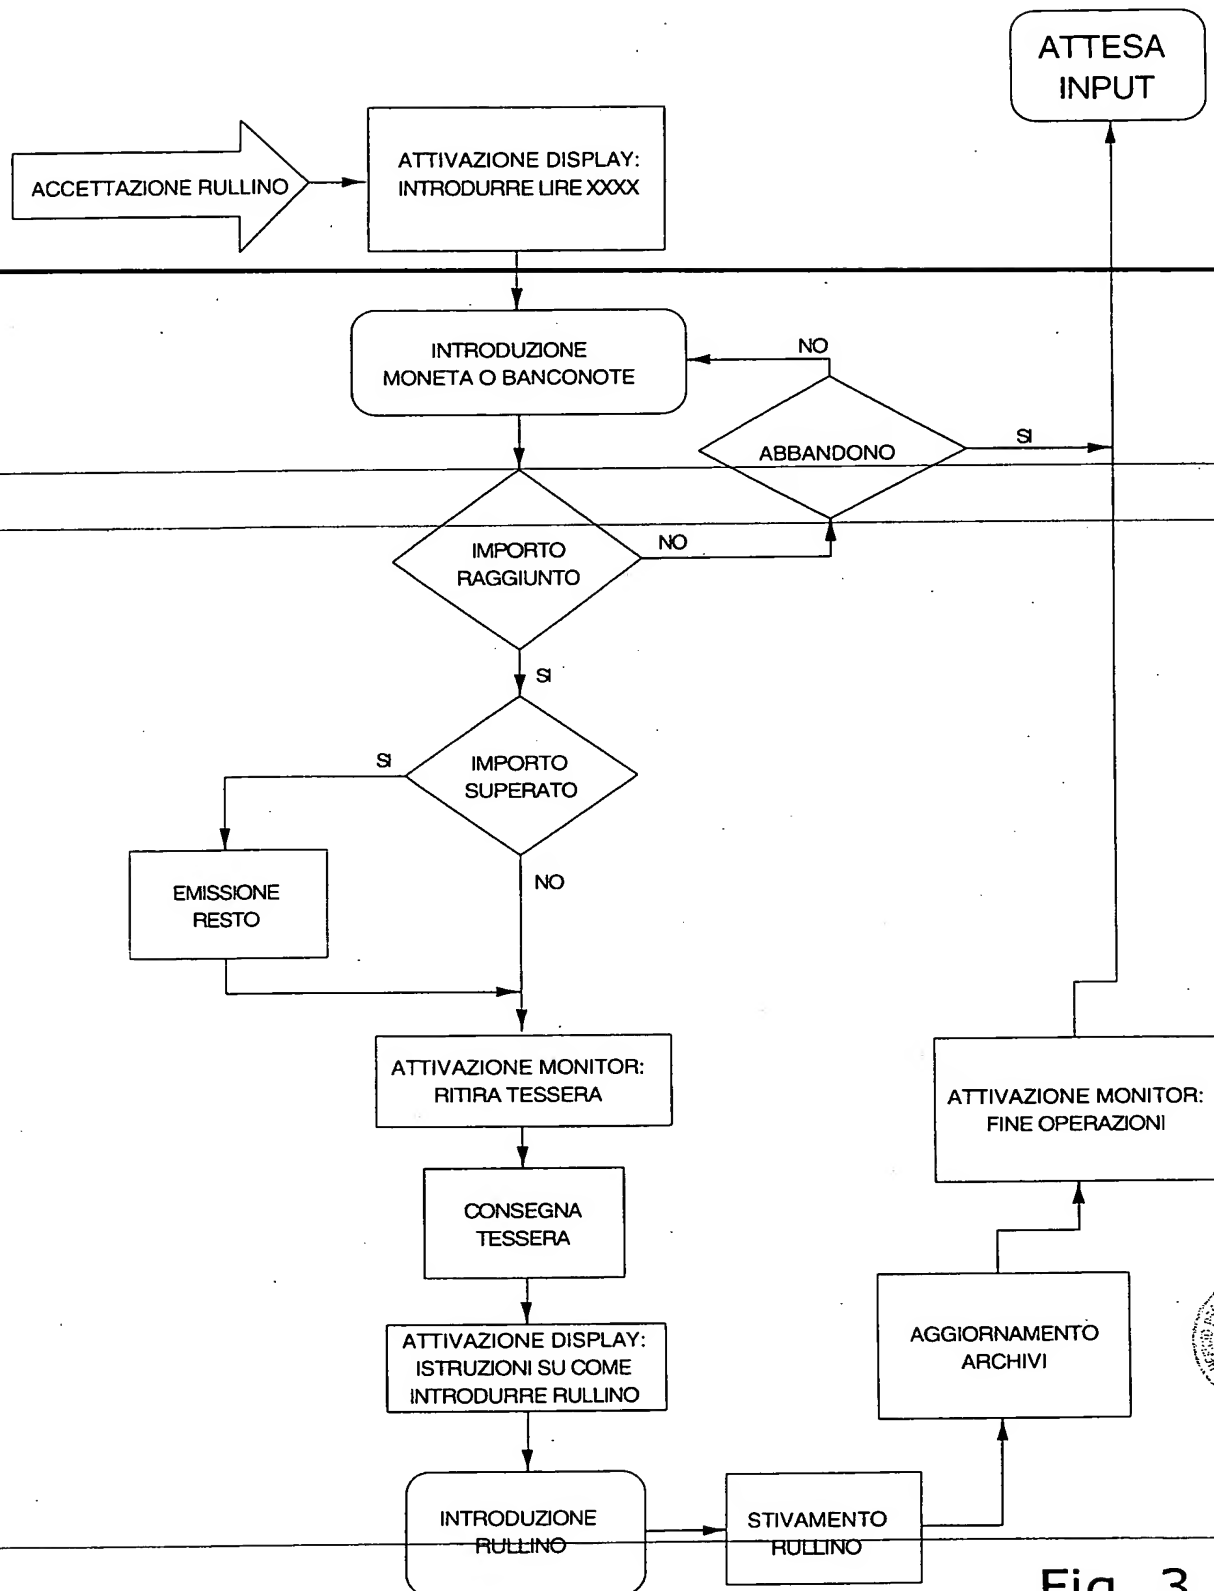 ATTESA
INPUT
ACCETTAZIONE RULLINO
ATTIVAZIONE DISPLAY:
INTRODURRE LIRE XXXX
INTRODUZIONE
MONETA O BANCONOTE
NO
ABBANDONO
SI
IMPORTO
RAGGIUNTO
NO
SI
IMPORTO
SUPERATO
SI
NO
EMISSIONE
RESTO
ATTIVAZIONE MONITOR:
RITIRA TESSERA
CONSEGNA
TESSERA
ATTIVAZIONE DISPLAY:
ISTRUZIONI SU COME
INTRODURRE RULLINO
INTRODUZIONE
RULLINO
STIVAMENTO
RULLINO
AGGIORNAMENTO
ARCHIVI
ATTIVAZIONE MONITOR:
FINE OPERAZIONI
Fig. 3